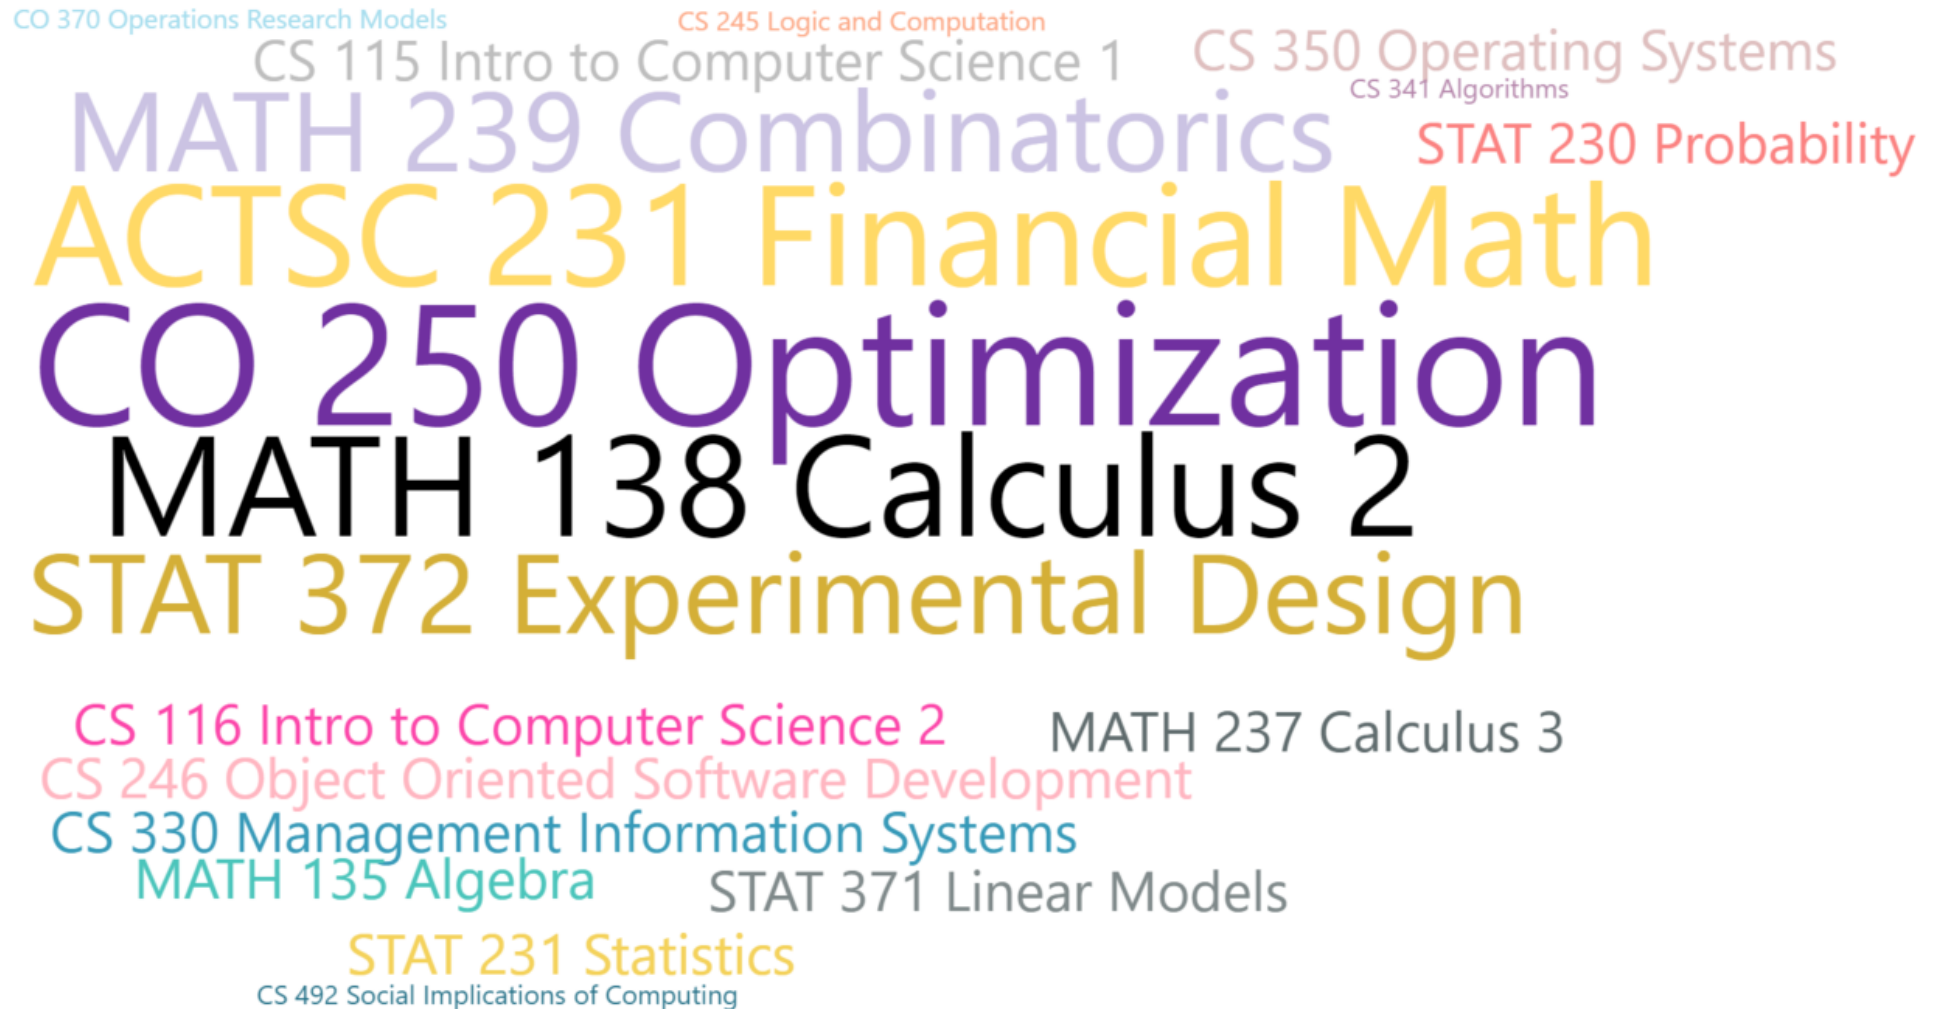 CO 370 Operations Research Models
CS 245 Logic and Computation
CS 115 Intro to Computer Science 1
CS 350 Operating Systems
CS 341 Algorithms
MATH 239 Combinatorics
STAT 230 Probability
ACTSC 231 Financial Math
CO 250 Optimization
MATH 138 Calculus 2
STAT 372 Experimental Design
CS 116 Intro to Computer Science 2
MATH 237 Calculus 3
CS 246 Object Oriented Software Development
CS 330 Management Information Systems
MATH 135 Algebra
STAT 371 Linear Models
STAT 231 Statistics
CS 492 Social Implications of Computing